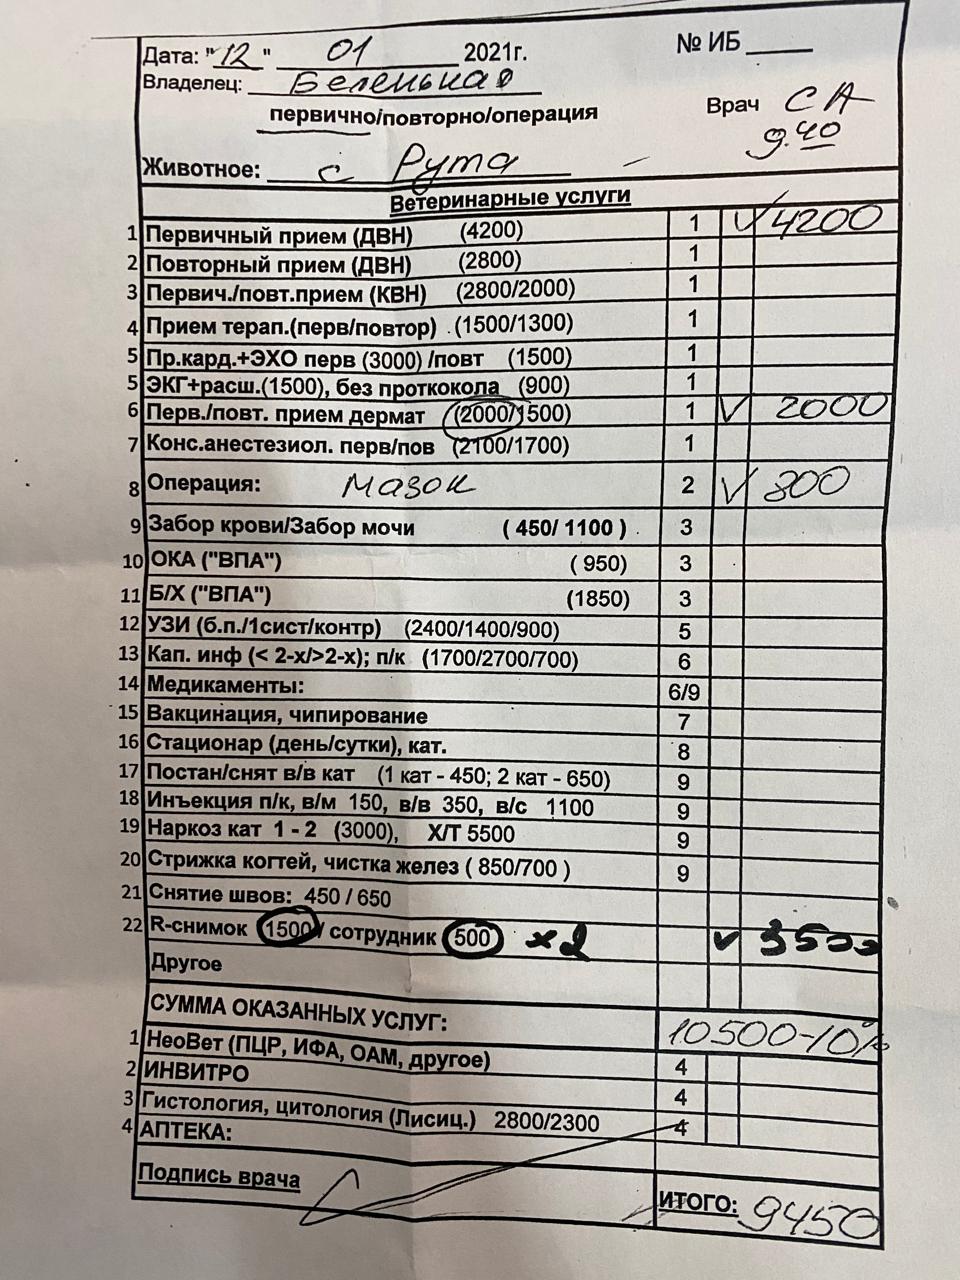 Дата: "12" 01 2021г. № ИБ
Владелец: Беленькая
первично/повторно/операция Врач СА
9.40
Животное: с Рута
Ветеринарные услуги
1 Первичный прием (ДВН) (4200) 1 V 4200
2 Повторный прием (ДВН) (2800) 1
3 Первич./повт.прием (КВН) (2800/2000) 1
4 Прием терап.(перв/повтор) .(1500/1300) 1
5 Пр.кард.+ЭХО перв (3000) /повт (1500) 1
5 ЭКГ+расш.(1500), без проткокола (900) 1
6 Перв./повт. прием дермат (2000/1500) 1 V 2000
7 Конс.анестезиол. перв/пов (2100/1700) 1
8 Операция: мазок 2 V 800
9 Забор крови/Забор мочи ( 450/ 1100 ) 3
10 ОКА ("ВПА") ( 950) 3
11 Б/Х ("ВПА") (1850) 3
12 УЗИ (б.п./1сист/контр) (2400/1400/900) 5
13 Кап. инф (< 2-х/>2-х); п/к (1700/2700/700) 6
14 Медикаменты: 6/9
15 Вакцинация, чипирование 7
16 Стационар (день/сутки), кат. 8
17 Постан/снят в/в кат (1 кат - 450; 2 кат - 650) 9
18 Инъекция п/к, в/м 150, в/в 350, в/с 1100 9
19 Наркоз кат 1 - 2 (3000), Х/Т 5500 9
20 Стрижка когтей, чистка желез ( 850/700 ) 9
21 Снятие швов: 450 / 650
22 R-снимок 1500 / сотрудник 500 x2 V 3500
Другое
СУММА ОКАЗАННЫХ УСЛУГ: 10500-10%
1 НеоВет (ПЦР, ИФА, ОАМ, другое) 4
2 ИНВИТРО 4
3 Гистология, цитология (Лисиц.) 2800/2300 4
4 АПТЕКА:
Подпись врача
ИТОГО: 9450